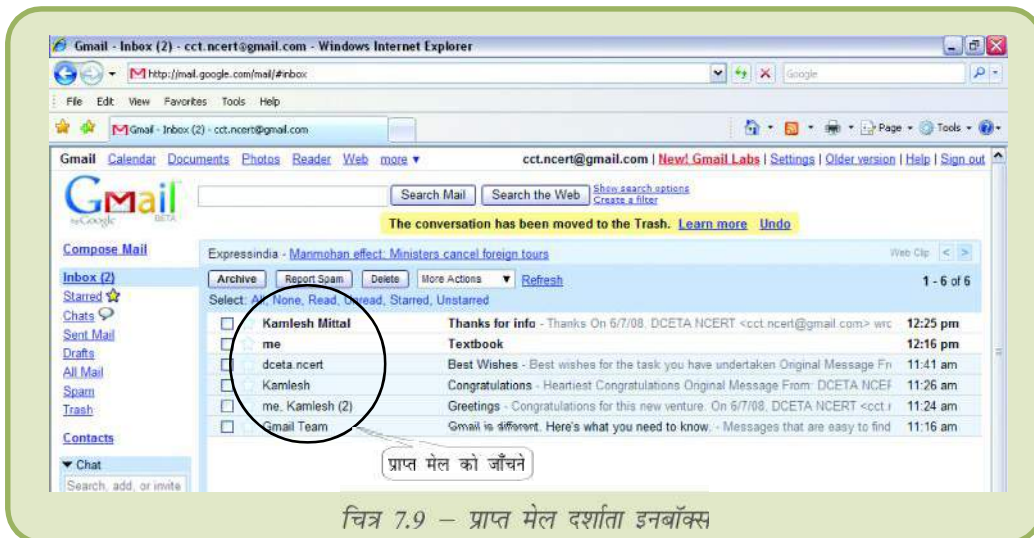 Gmail - Inbox (2) - cct.ncert@gmail.com - Windows Internet Explorer
http://mail.google.com/mail/#inbox Google
File Edit View Favorites Tools Help
Gmail - Inbox (2) - cct.ncert@gmail.com Page Tools
Gmail Calendar Documents Photos Reader Web more ▼ cct.ncert@gmail.com | New! Gmail Labs | Settings | Older version | Help | Sign out
Gmail by Google BETA Search Mail Search the Web Show search options
Create a filter
The conversation has been moved to the Trash. Learn more Undo
Compose Mail Expressindia - Manmohan effect: Ministers cancel foreign tours Web Clip < >
Inbox (2) Archive Report Spam Delete More Actions ▼ Refresh 1 - 6 of 6
Starred Select: All, None, Read, Unread, Starred, Unstarred
Chats Kamlesh Mittal Thanks for info - Thanks On 6/7/08, DCETA NCERT <cct.ncert@gmail.com> wrc 12:25 pm
Sent Mail me Textbook 12:16 pm
Drafts dceta.ncert Best Wishes - Best wishes for the task you have undertaken Original Message Fr 11:41 am
All Mail Kamlesh Congratulations - Heartiest Congratulations Original Message From: DCETA NCEF 11:26 am
Spam me, Kamlesh (2) Greetings - Congratulations for this new venture. On 6/7/08, DCETA NCERT <cct.r 11:24 am
Trash Gmail Team Gmail is different. Here's what you need to know. - Messages that are easy to find 11:16 am
Contacts
▼ Chat प्राप्त मेल को जाँचने
Search, add, or invite
चित्र 7.9 – प्राप्त मेल दर्शाता इनबॉक्स